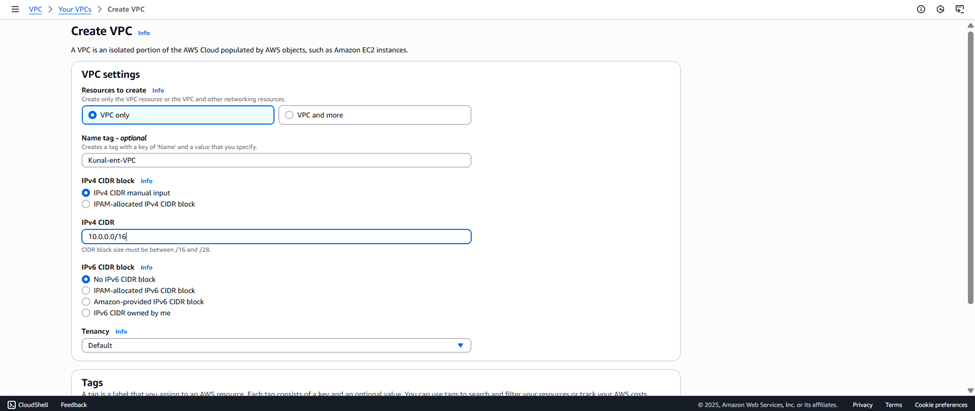 VPC > Your VPCs > Create VPC
Create VPC Info
A VPC is an isolated portion of the AWS Cloud populated by AWS objects, such as Amazon EC2 instances.
VPC settings
Resources to create Info
Create only the VPC resource or the VPC and other networking resources.
VPC only VPC and more
Name tag - optional
Creates a tag with a key of 'Name' and a value that you specify.
Kunal-ent-VPC
IPv4 CIDR block Info
IPv4 CIDR manual input
IPAM-allocated IPv4 CIDR block
IPv4 CIDR
10.0.0.0/16
CIDR block size must be between /16 and /28.
IPv6 CIDR block Info
No IPv6 CIDR block
IPAM-allocated IPv6 CIDR block
Amazon-provided IPv6 CIDR block
IPv6 CIDR owned by me
Tenancy Info
Default
Tags
A tag is a label that you assign to an AWS resource. Each tag consists of a key and an optional value. You can use tags to search and filter your resources or track your AWS costs.
CloudShell Feedback © 2025, Amazon Web Services, Inc. or its affiliates. Privacy Terms Cookie preferences